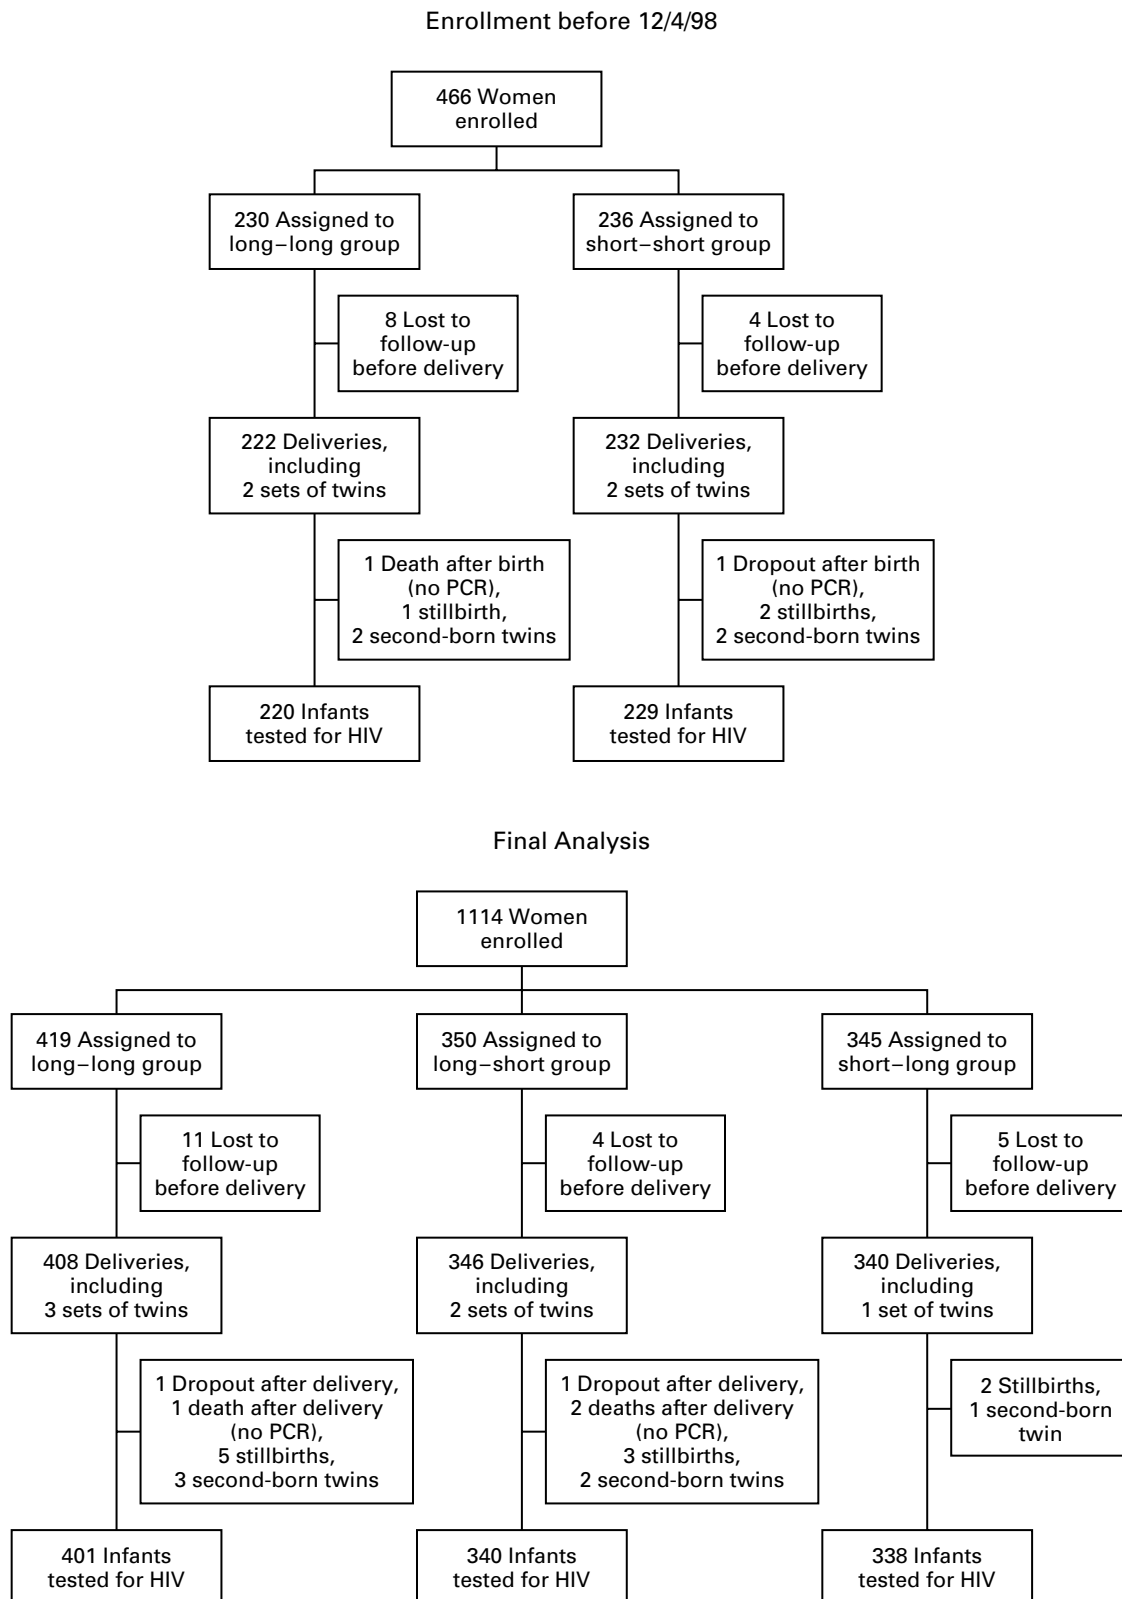 Enrollment before 12/4/98
466 Women
enrolled
230 Assigned to
long–long group
236 Assigned to
short–short group
8 Lost to
follow-up
before delivery
4 Lost to
follow-up
before delivery
222 Deliveries,
including
2 sets of twins
232 Deliveries,
including
2 sets of twins
1 Death after birth
(no PCR),
1 stillbirth,
2 second-born twins
1 Dropout after birth
(no PCR),
2 stillbirths,
2 second-born twins
220 Infants
tested for HIV
229 Infants
tested for HIV
Final Analysis
1114 Women
enrolled
419 Assigned to
long–long group
350 Assigned to
long–short group
345 Assigned to
short–long group
11 Lost to
follow-up
before delivery
4 Lost to
follow-up
before delivery
5 Lost to
follow-up
before delivery
408 Deliveries,
including
3 sets of twins
346 Deliveries,
including
2 sets of twins
340 Deliveries,
including
1 set of twins
1 Dropout after delivery,
1 death after delivery
(no PCR),
5 stillbirths,
3 second-born twins
1 Dropout after delivery,
2 deaths after delivery
(no PCR),
3 stillbirths,
2 second-born twins
2 Stillbirths,
1 second-born
twin
401 Infants
tested for HIV
340 Infants
tested for HIV
338 Infants
tested for HIV